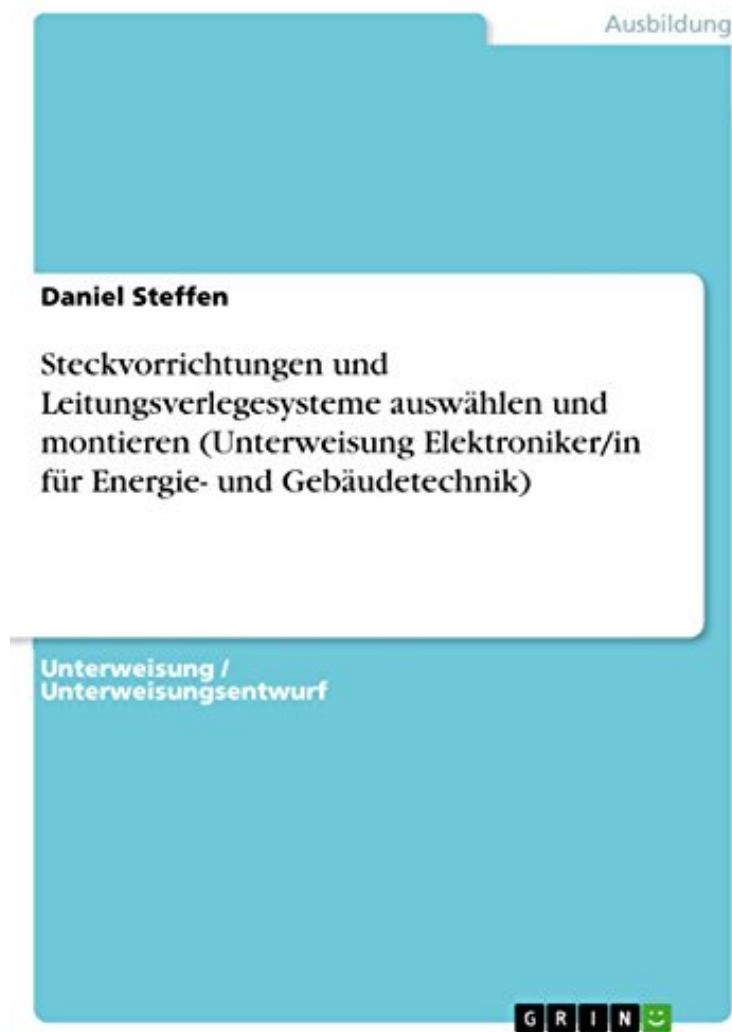 Ausbildung
Daniel Steffen
Steckvorrichtungen und
Leitungsverlegesysteme auswählen und
montieren (Unterweisung Elektroniker/in
für Energie- und Gebäudetechnik)
Unterweisung /
Unterweisungsentwurf
GRIN